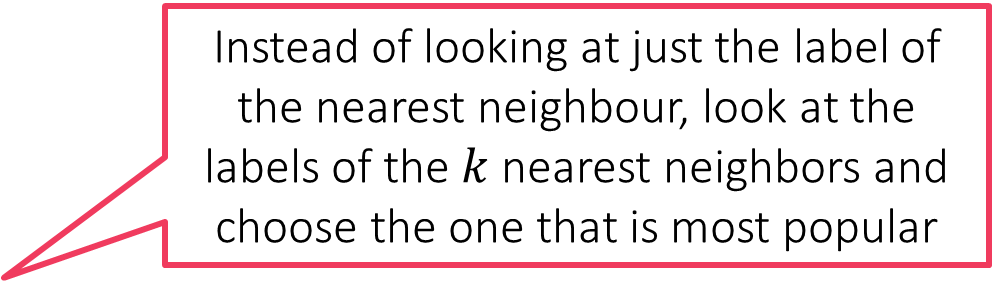 Instead of looking at just the label of
the nearest neighbour, look at the
labels of the k nearest neighbors and
choose the one that is most popular